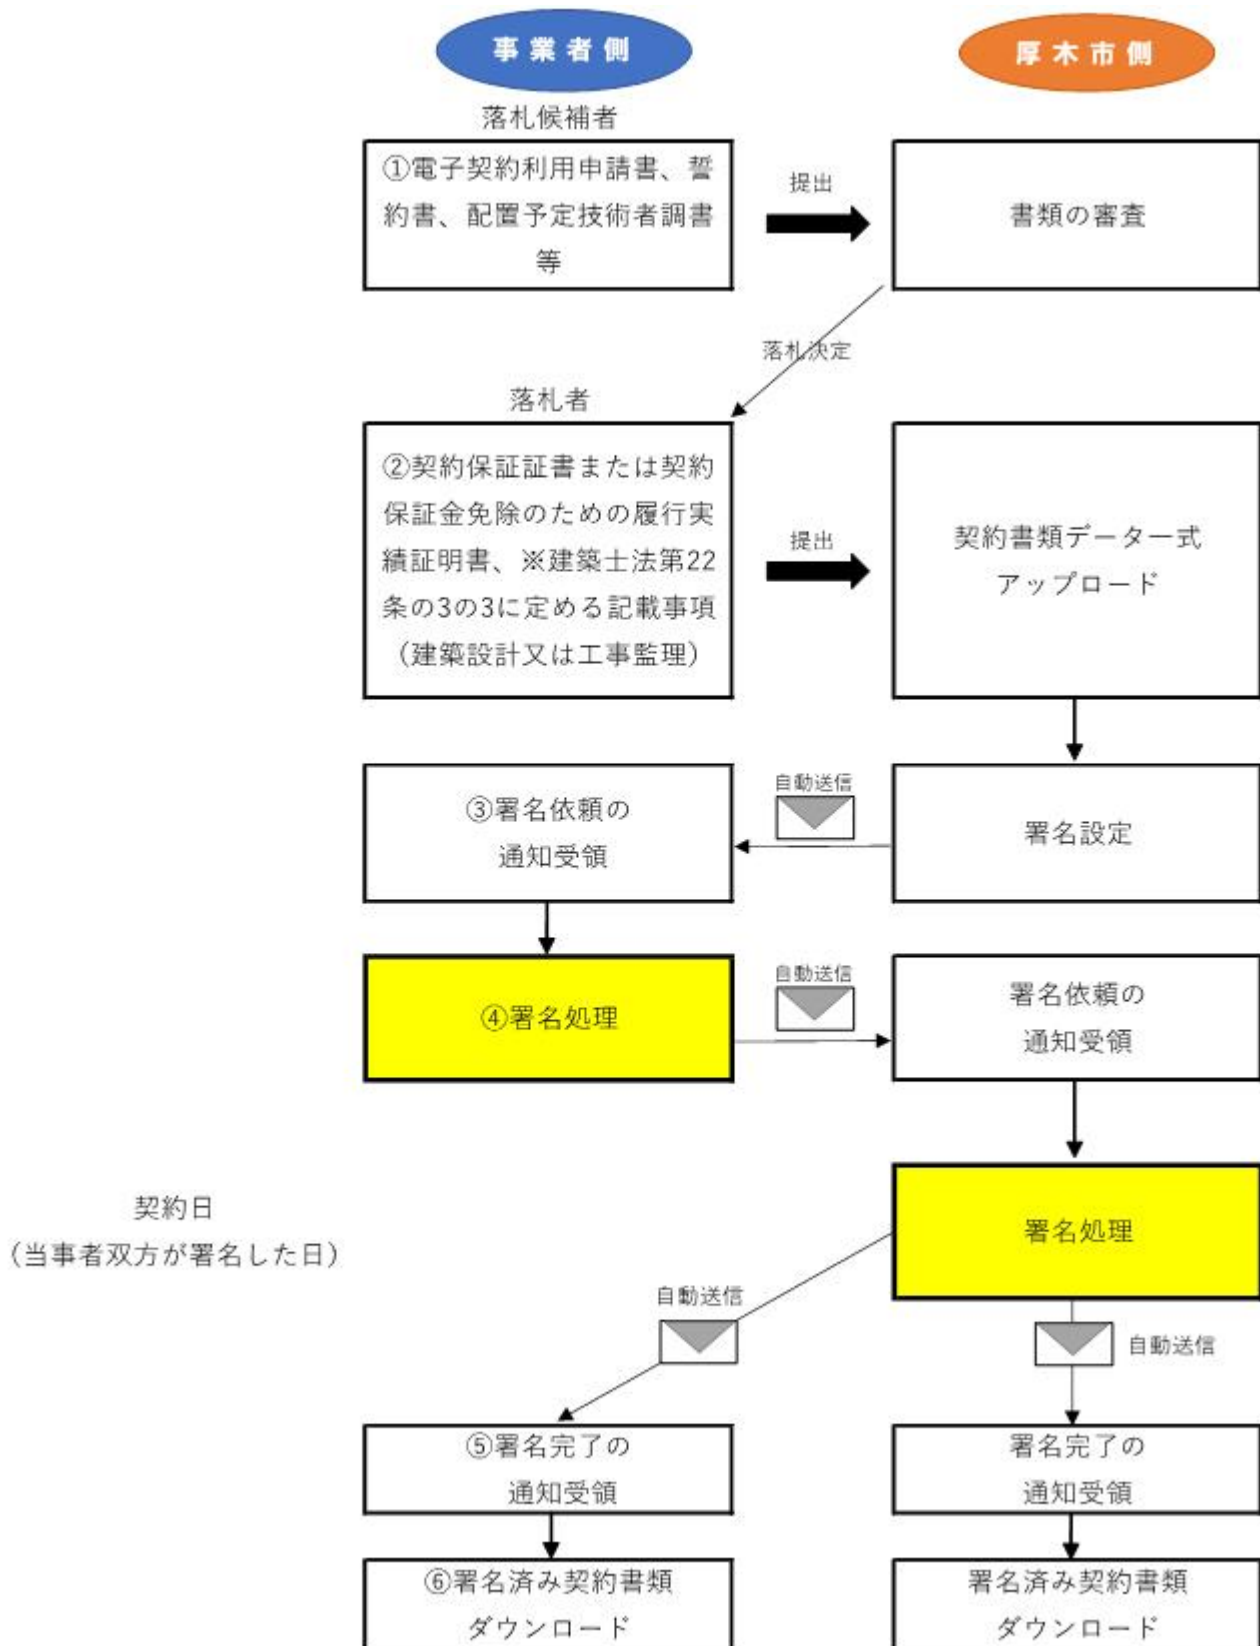 事業者側
厚木市側
落札候補者
①電子契約利用申請書、誓
約書、配置予定技術者調書
等
提出
書類の審査
落札決定
落札者
②契約保証証書または契約
保証金免除のための履行実
績証明書、※建築士法第22
条の3の3に定める記載事項
（建築設計又は工事監理）
提出
契約書類データ一式
アップロード
③署名依頼の
通知受領
自動送信
署名設定
④署名処理
自動送信
署名依頼の
通知受領
契約日
（当事者双方が署名した日）
署名処理
自動送信
自動送信
⑤署名完了の
通知受領
署名完了の
通知受領
⑥署名済み契約書類
ダウンロード
署名済み契約書類
ダウンロード